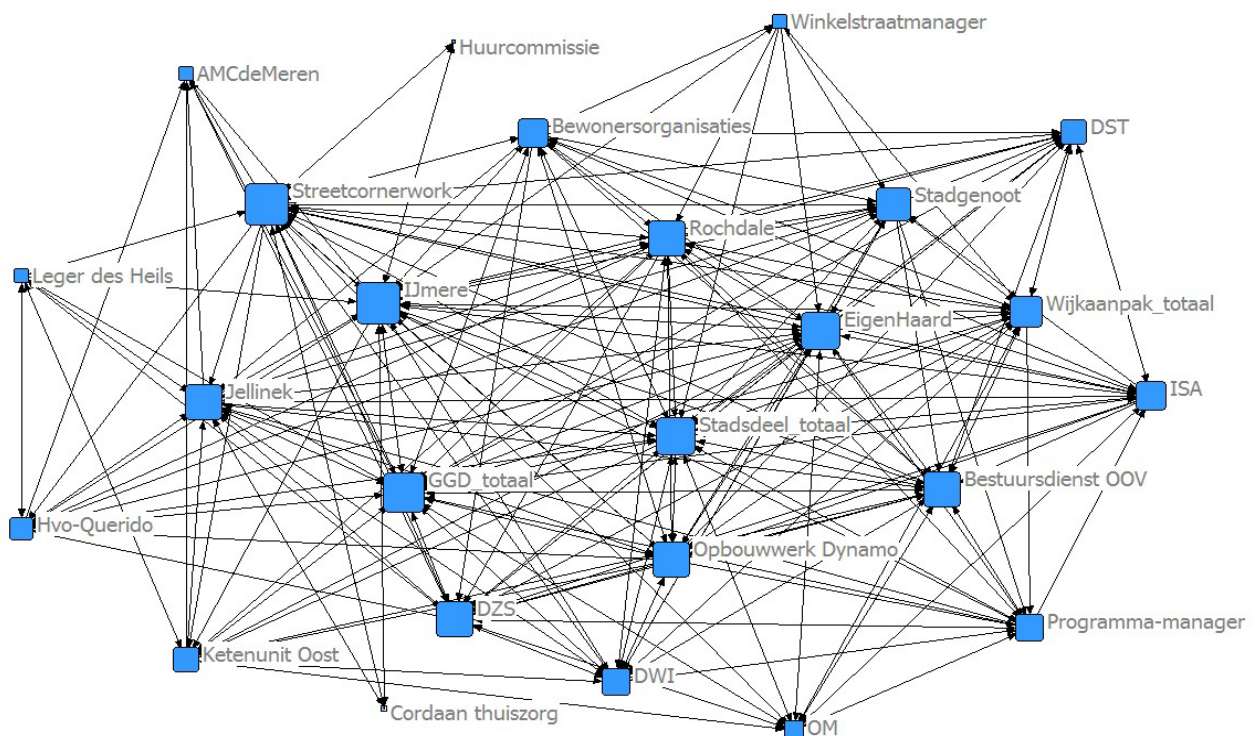 Winkelstraatmanager
Huurcommissie
AMCdeMeren
Bewonersorganisaties
DST
Streetcornerwork
Stadgenoot
Rochdale
Leger des Heils
IJmere
Wijkaanpak_totaal
EigenHaard
Jellinek
ISA
Stadsdeel_totaal
GGD_totaal
Bestuursdienst OOV
Hvo-Querido
Opbouwwerk Dynamo
DZS
Programma-manager
Ketenunit Oost
DWI
Cordaan thuiszorg
OM